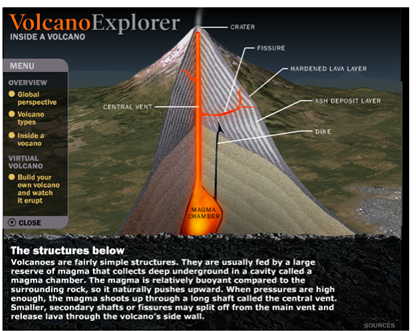 VolcanoExplorer
INSIDE A VOLCANO
CRATER
FISSURE
HARDENED LAVA LAYER
ASH DEPOSIT LAYER
DIKE
CENTRAL VENT
MAGMA
CHAMBER
MENU
OVERVIEW
Global
perspective
Volcano
types
Inside a
vocano
VIRTUAL
VOLCANO
Build your
own volcano
and watch
it erupt
CLOSE
The structures below
Volcanoes are fairly simple structures. They are usually fed by a large
reserve of magma that collects deep underground in a cavity called a
magma chamber. The magma is relatively buoyant compared to the
surrounding rock, so it naturally pushes upward. When pressures are high
enough, the magma shoots up through a long shaft called the central vent.
Smaller, secondary shafts or fissures may split off from the main vent and
release lava through the volcano's side wall.
SOURCES